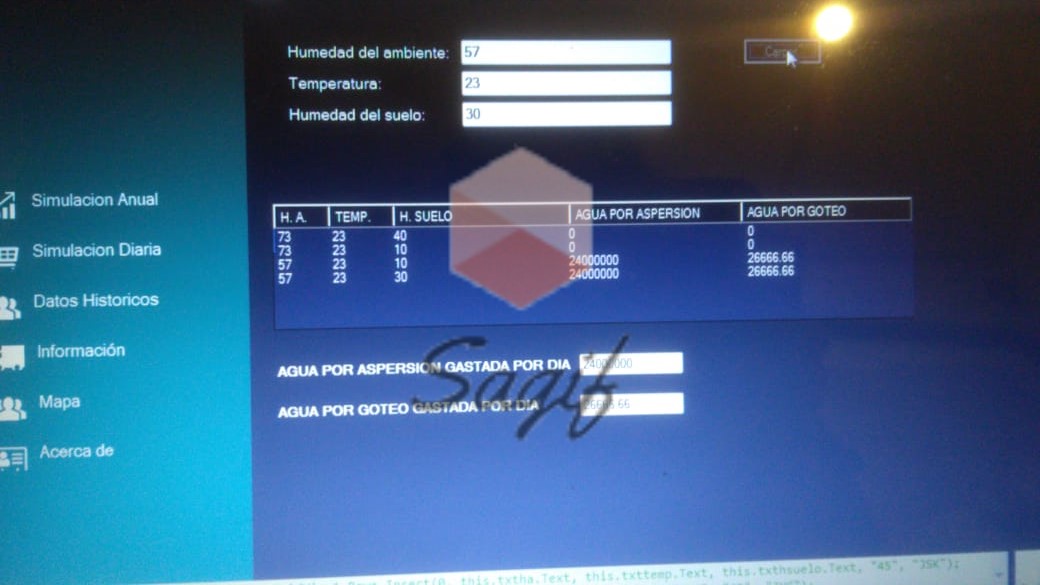 Humedad del ambiente: 57
Temperatura: 23
Humedad del suelo: 30
Simulacion Anual
Simulacion Diaria
Datos Historicos
Información
Mapa
Acerca de
H. A. TEMP. H. SUELO AGUA POR ASPERSION AGUA POR GOTEO
73 23 40 0 0
73 23 10 0 0
57 23 10 24000000 26666.66
57 23 30 24000000 26666.66
AGUA POR ASPERSION GASTADA POR DIA 24000000
AGUA POR GOTEO GASTADA POR DIA 26666.66
Sagif
Insert(0, this.txtha.Text, this.txttemp.Text, this.txthsuelo.Text, "45", "JSK");